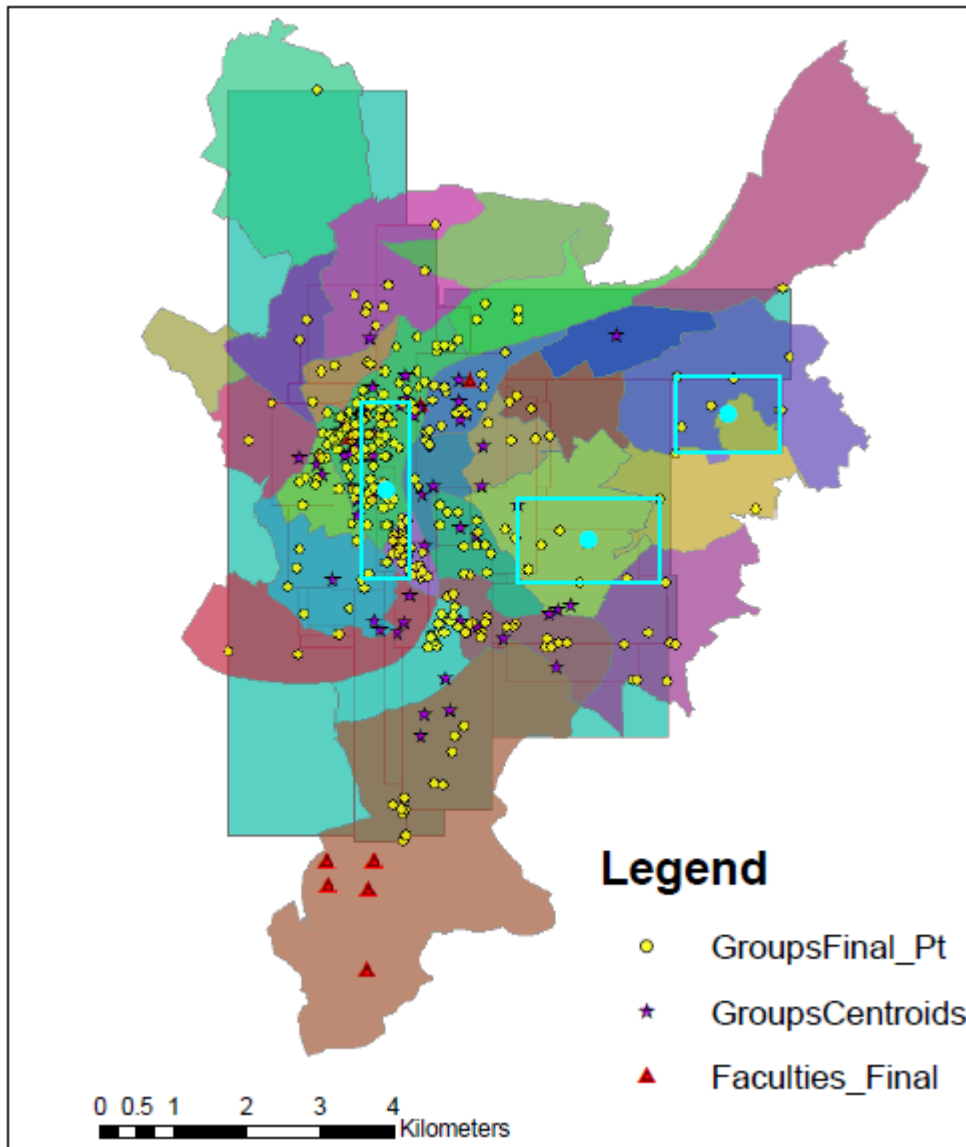 Legend
GroupsFinal_Pt
GroupsCentroids
Faculties_Final
0 0.5 1 2 3 4
Kilometers